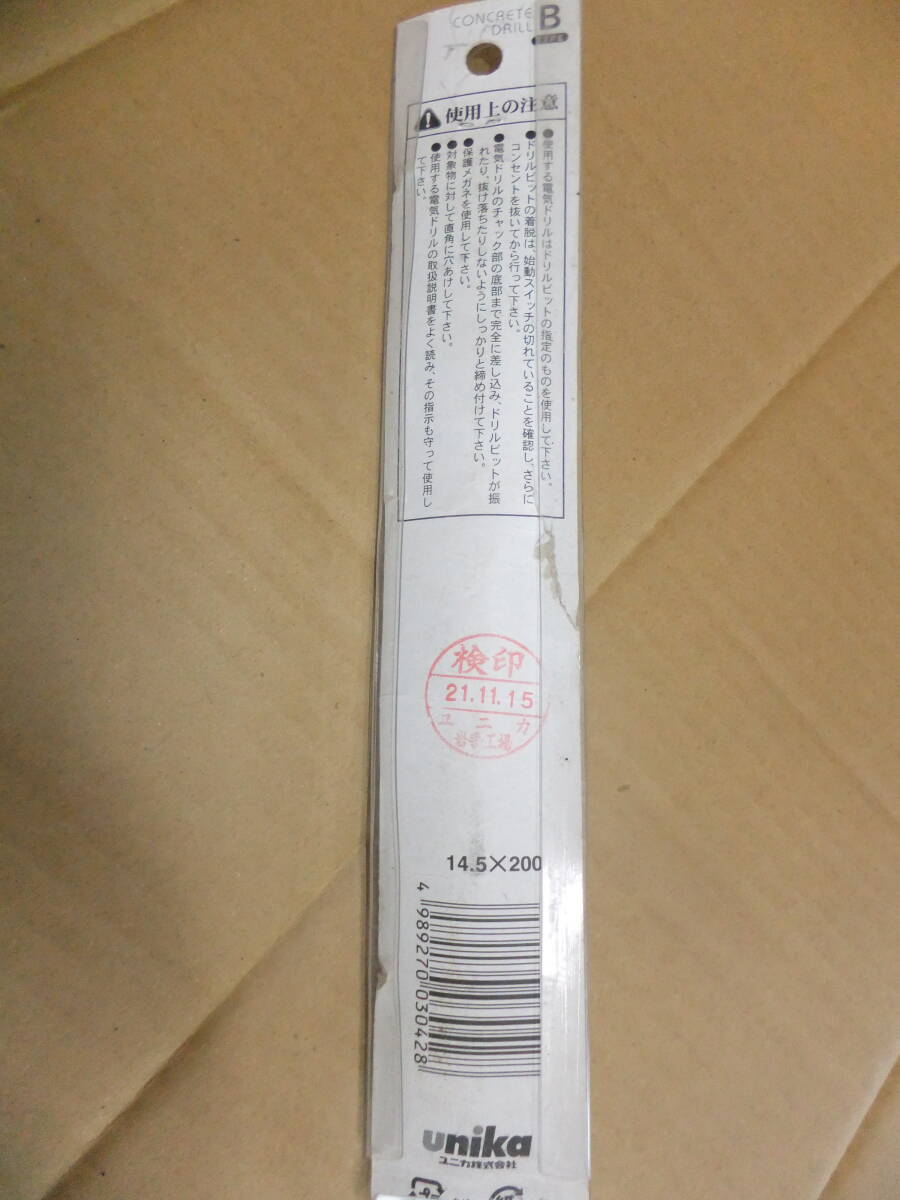 CONCRETE
DRILL
B
TYPE
使用上の注意
●使用する電気ドリルはドリルビットの指定のものを使用して下さい。
●ドリルビットの着脱は、始動スイッチの切れていることを確認し、さらに
コンセントを抜いてから行って下さい。
●電気ドリルのチャック部の底部まで完全に差し込み、ドリルビットが振
れたり、抜け落ちたりしないようにしっかりと締め付けて下さい。
●保護メガネを使用して下さい。
●対象物に対して直角に穴あけして下さい。
●使用する電気ドリルの取扱説明書をよく読み、その指示も守って使用し
て下さい。
検印
21.11.15
ユニカ
岩手工場
14.5×200
4 989270 030428
unika
ユニカ株式会社